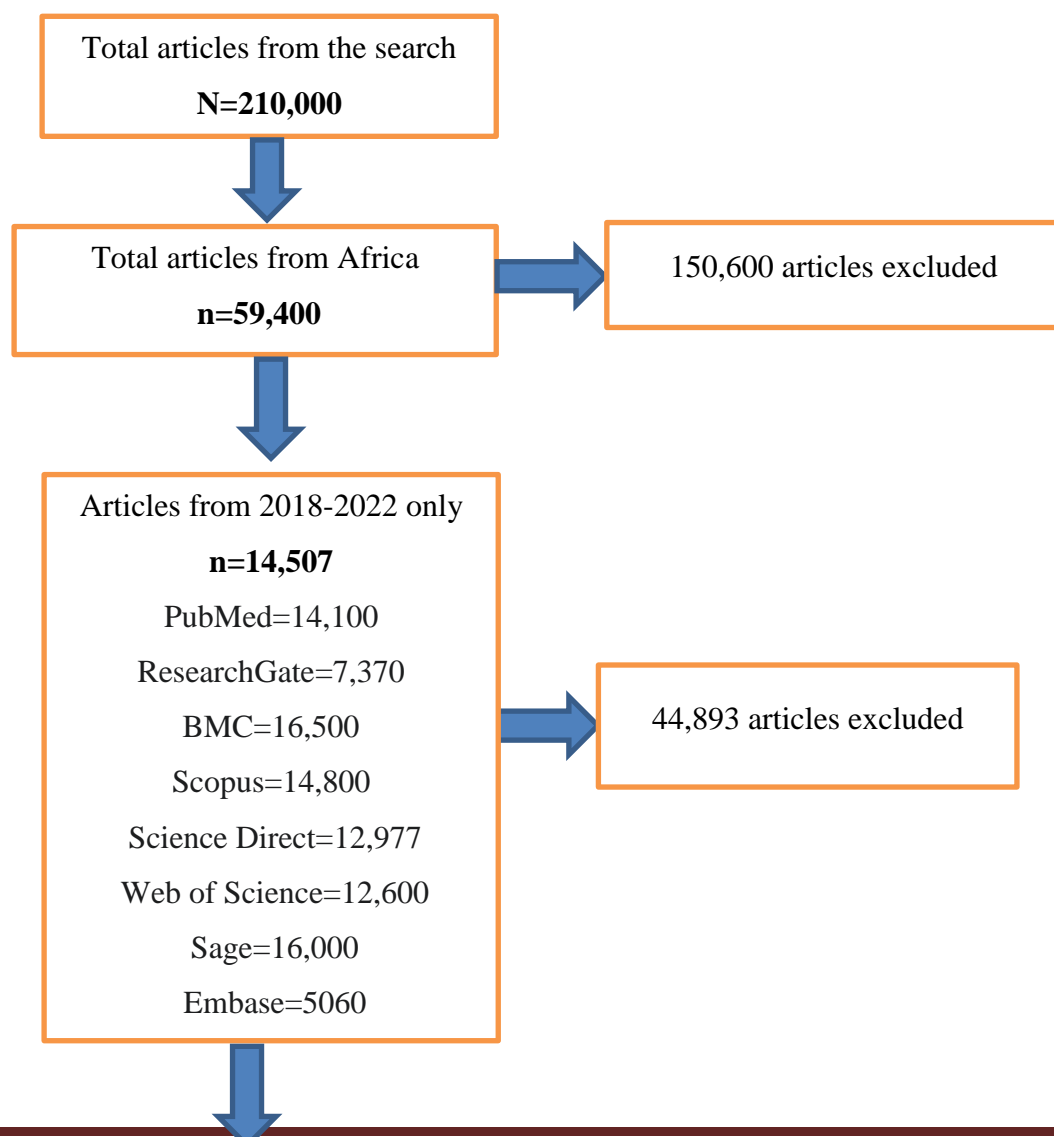 Total articles from the search
N=210,000
Total articles from Africa
n=59,400
150,600 articles excluded
Articles from 2018-2022 only
n=14,507
PubMed=14,100
ResearchGate=7,370
BMC=16,500
Scopus=14,800
Science Direct=12,977
Web of Science=12,600
Sage=16,000
Embase=5060
44,893 articles excluded